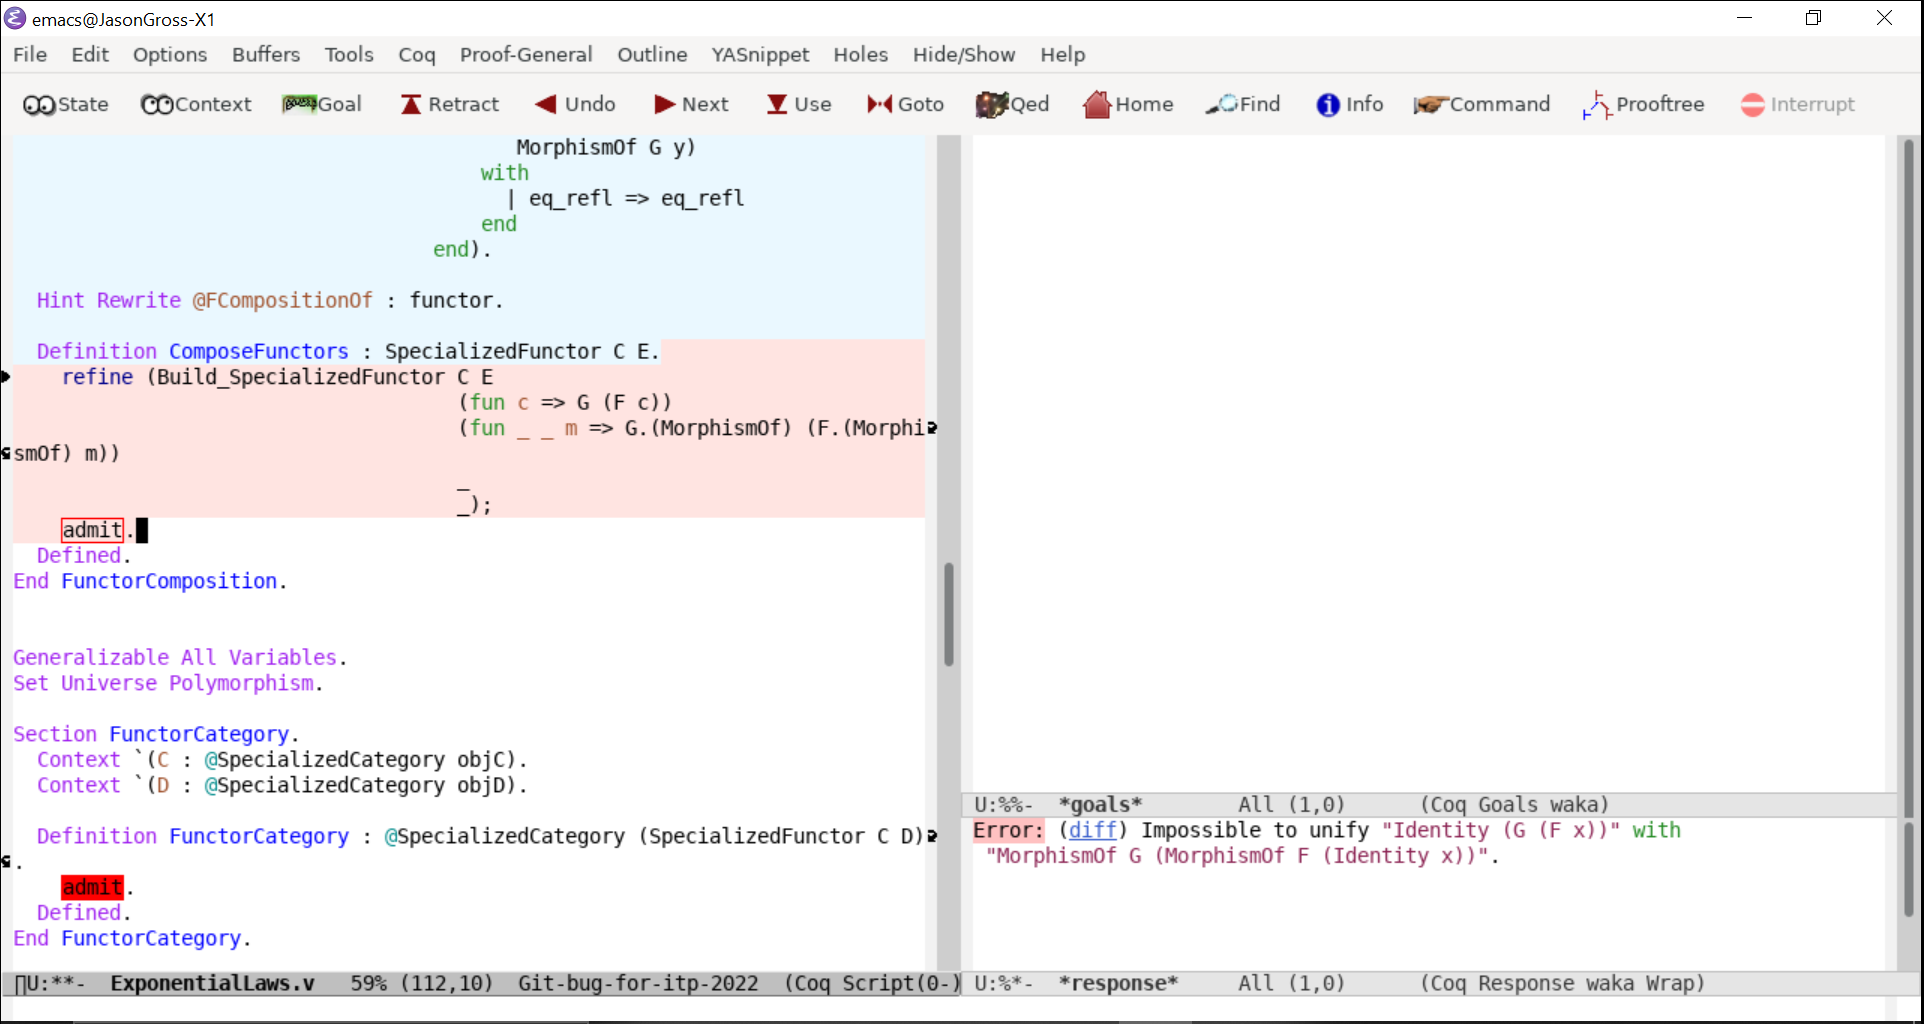 emacs@JasonGross-X1
File Edit Options Buffers Tools Coq Proof-General Outline YASnippet Holes Hide/Show Help
State Context Goal Retract Undo Next Use Goto Qed Home Find Info Command Prooftree Interrupt
MorphismOf G y)
with
| eq_refl => eq_refl
end
end).
Hint Rewrite @FCompositionOf : functor.
Definition ComposeFunctors : SpecializedFunctor C E.
refine (Build_SpecializedFunctor C E
(fun c => G (F c))
(fun _ _ m => G.(MorphismOf) (F.(Morphi
smOf) m))
_
_);
admit.
Defined.
End FunctorComposition.
Generalizable All Variables.
Set Universe Polymorphism.
Section FunctorCategory.
Context `(C : @SpecializedCategory objC).
Context `(D : @SpecializedCategory objD).
Definition FunctorCategory : @SpecializedCategory (SpecializedFunctor C D)
.
admit.
Defined.
End FunctorCategory.
U:**-  ExponentialLaws.v   59% (112,10)  Git-bug-for-itp-2022  (Coq Script(0-)
U:%%-  *goals*        All (1,0)      (Coq Goals waka)
Error: (diff) Impossible to unify "Identity (G (F x))" with
"MorphismOf G (MorphismOf F (Identity x))".
U:%*-  *response*     All (1,0)      (Coq Response waka Wrap)